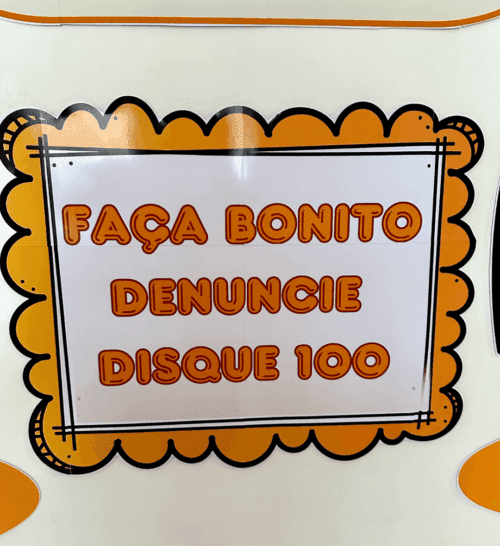 FAÇA BONITO
DENUNCIE
DISQUE 100